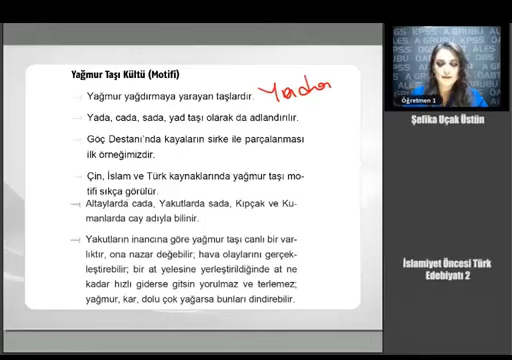 Yağmur Taşı Kültü (Motifi)
Yağmur yağdırmaya yarayan taşlardır.
Yada
Yada, cada, sada, yad taşı olarak da adlandırılır.
Göç Destanı'nda kayaların sirke ile parçalanması
ilk örneğimizdir.
Çin, İslam ve Türk kaynaklarında yağmur taşı mo-
tifi sıkça görülür.
Altaylarda cada, Yakutlarda sada, Kıpçak ve Ku-
manlarda cay adıyla bilinir.
Yakutların inancına göre yağmur taşı canlı bir var-
lıktır, ona nazar değebilir; hava olaylarını gerçek-
leştirebilir; bir at yelesine yerleştirildiğinde at ne
kadar hızlı giderse gitsin yorulmaz ve terlemez;
yağmur, kar, dolu çok yağarsa bunları dindirebilir.
Öğretmen 1
Şefika Uçak Üstün
İslamiyet Öncesi Türk
Edebiyatı 2